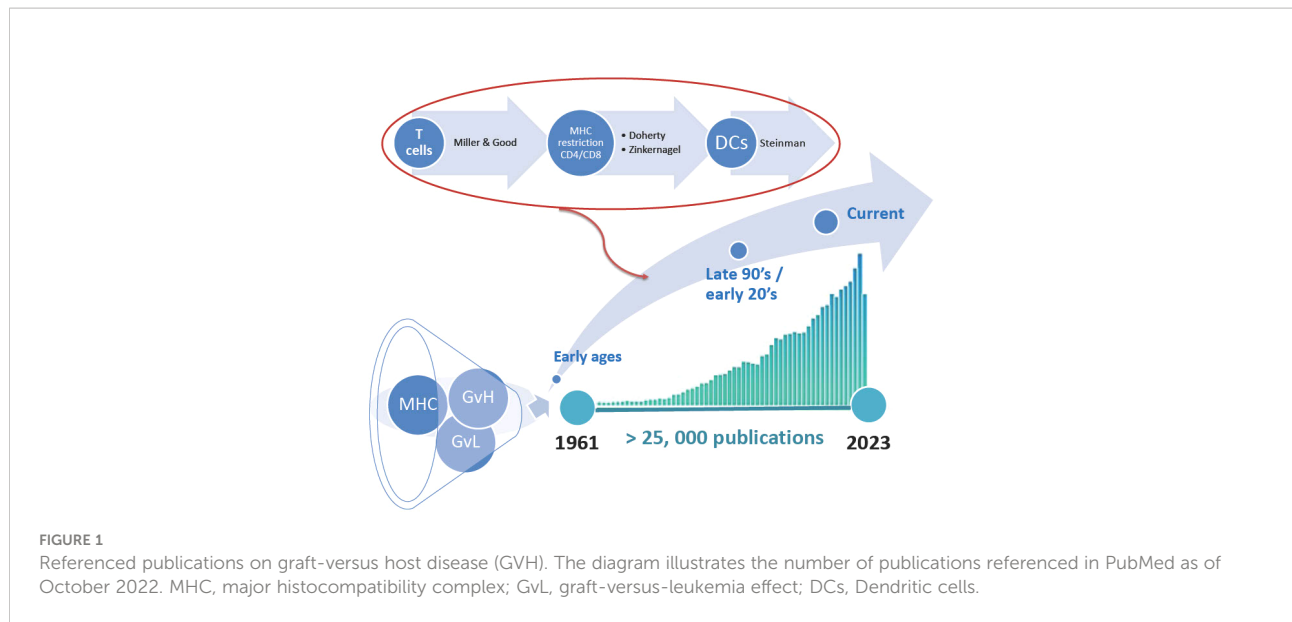 T
cells
Miller & Good
MHC
restriction
CD4/CD8
• Doherty
• Zinkernagel
DCs
Steinman
Current
Late 90's /
early 20's
Early ages
MHC
GvH
GvL
1961
> 25, 000 publications
2023
FIGURE 1
Referenced publications on graft-versus host disease (GVH). The diagram illustrates the number of publications referenced in PubMed as of
October 2022. MHC, major histocompatibility complex; GvL, graft-versus-leukemia effect; DCs, Dendritic cells.